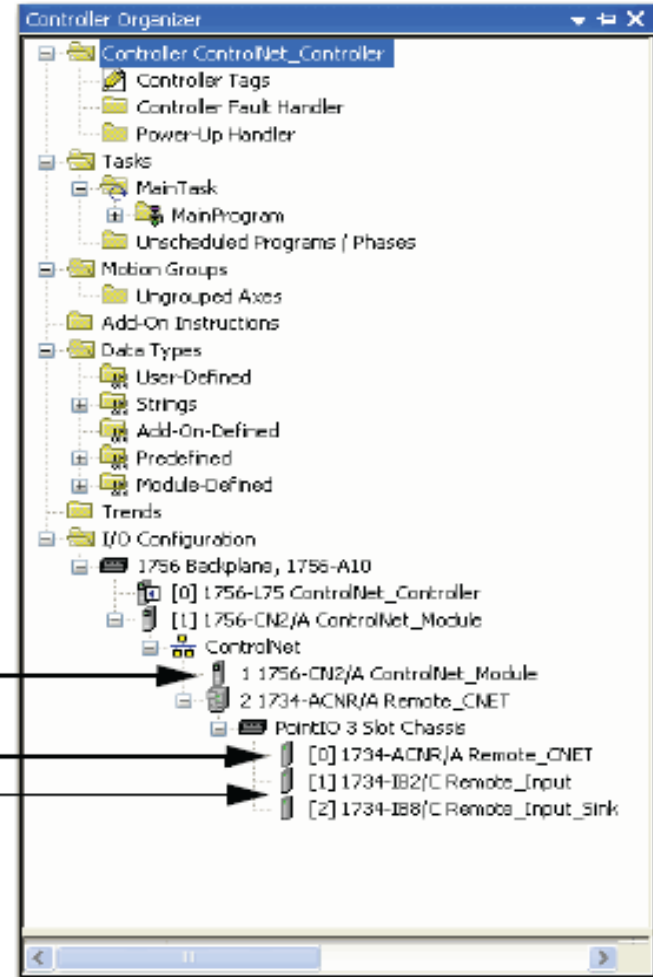 Controller Organizer
Controller ControlNet_Controller
Controller Tags
Controller Fault Handler
Power-Up Handler
Tasks
MainTask
MainProgram
Unscheduled Programs / Phases
Motion Groups
Ungrouped Axes
Add-On Instructions
Data Types
User-Defined
Strings
Add-On-Defined
Predefined
Module-Defined
Trends
I/O Configuration
1756 Backplane, 1756-A10
[0] 1756-L75 ControlNet_Controller
[1] 1756-CN2/A ControlNet_Module
ControlNet
1 1756-CN2/A ControlNet_Module
2 1734-ACNR/A Remote_CNET
PointIO 3 Slot Chassis
[0] 1734-ACNR/A Remote_CNET
[1] 1734-IB2/C Remote_Input
[2] 1734-IB8/C Remote_Input_Sink